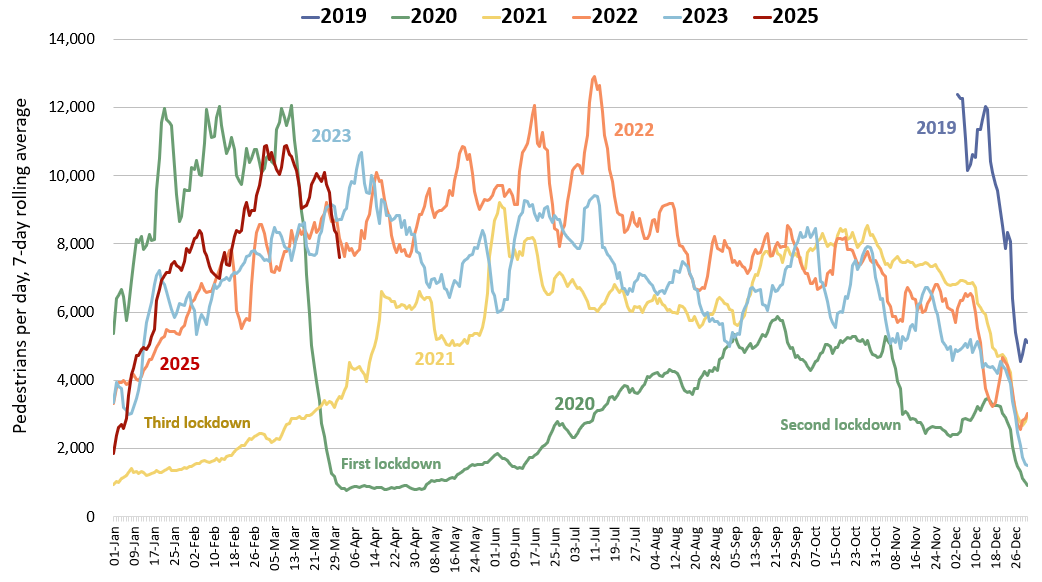 2019 2020 2021 2022 2023 2025
Pedestrians per day, 7-day rolling average
14,000
12,000
10,000
8,000
6,000
4,000
2,000
0
2023
2022
2019
2025
2021
Third lockdown
2020
Second lockdown
First lockdown
01-Jan 09-Jan 17-Jan 25-Jan 02-Feb 10-Feb 18-Feb 26-Feb 05-Mar 13-Mar 21-Mar 29-Mar 06-Apr 14-Apr 22-Apr 30-Apr 08-May 16-May 24-May 01-Jun 09-Jun 17-Jun 25-Jun 03-Jul 11-Jul 19-Jul 27-Jul 04-Aug 12-Aug 20-Aug 28-Aug 05-Sep 13-Sep 21-Sep 29-Sep 07-Oct 15-Oct 23-Oct 31-Oct 08-Nov 16-Nov 24-Nov 02-Dec 10-Dec 18-Dec 26-Dec